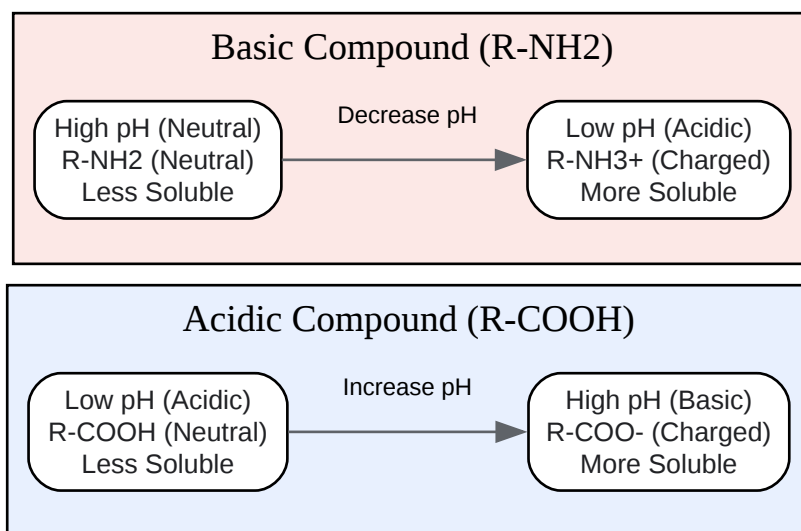 Basic Compound (R-NH2)
High pH (Neutral)
R-NH2 (Neutral)
Less Soluble
Decrease pH
Low pH (Acidic)
R-NH3+ (Charged)
More Soluble
Acidic Compound (R-COOH)
Low pH (Acidic)
R-COOH (Neutral)
Less Soluble
Increase pH
High pH (Basic)
R-COO- (Charged)
More Soluble